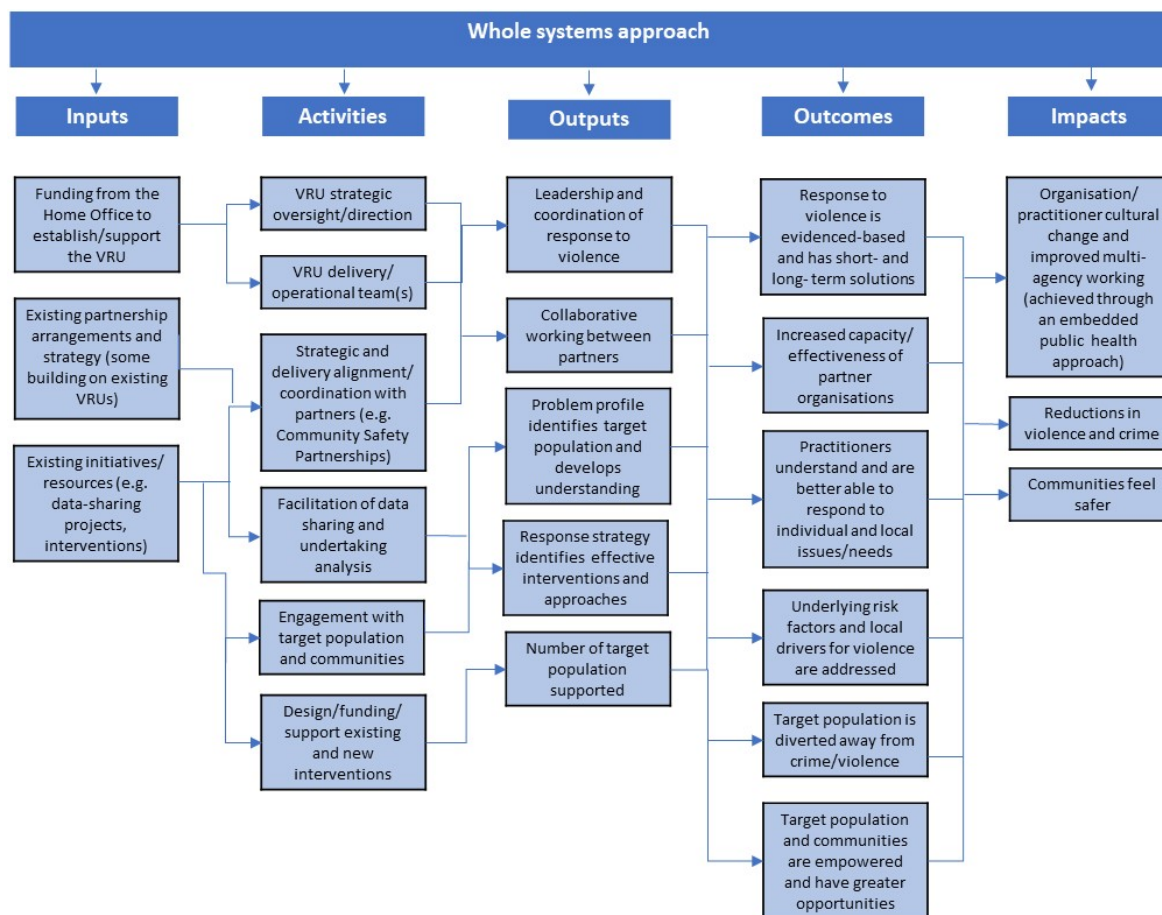 Whole systems approach
Inputs
Activities
Outputs
Outcomes
Impacts
Funding from the
Home Office to
establish/support
the VRU
Existing partnership
arrangements and
strategy (some
building on existing
VRUs)
Existing initiatives/
resources (e.g.
data-sharing
projects,
interventions)
VRU strategic
oversight/direction
VRU delivery/
operational team(s)
Strategic and
delivery alignment/
coordination with
partners (e.g.
Community Safety
Partnerships)
Facilitation of data
sharing and
undertaking
analysis
Engagement with
target population
and communities
Design/funding/
support existing
and new
interventions
Leadership and
coordination of
response to
violence
Collaborative
working between
partners
Problem profile
identifies target
population and
develops
understanding
Response strategy
identifies effective
interventions and
approaches
Number of target
population
supported
Response to
violence is
evidenced-based
and has short- and
long- term solutions
Increased capacity/
effectiveness of
partner
organisations
Practitioners
understand and are
better able to
respond to
individual and local
issues/needs
Underlying risk
factors and local
drivers for violence
are addressed
Target population is
diverted away from
crime/violence
Target population
and communities
are empowered
and have greater
opportunities
Organisation/
practitioner cultural
change and
improved multi-
agency working
(achieved through
an embedded
public health
approach)
Reductions in
violence and crime
Communities feel
safer